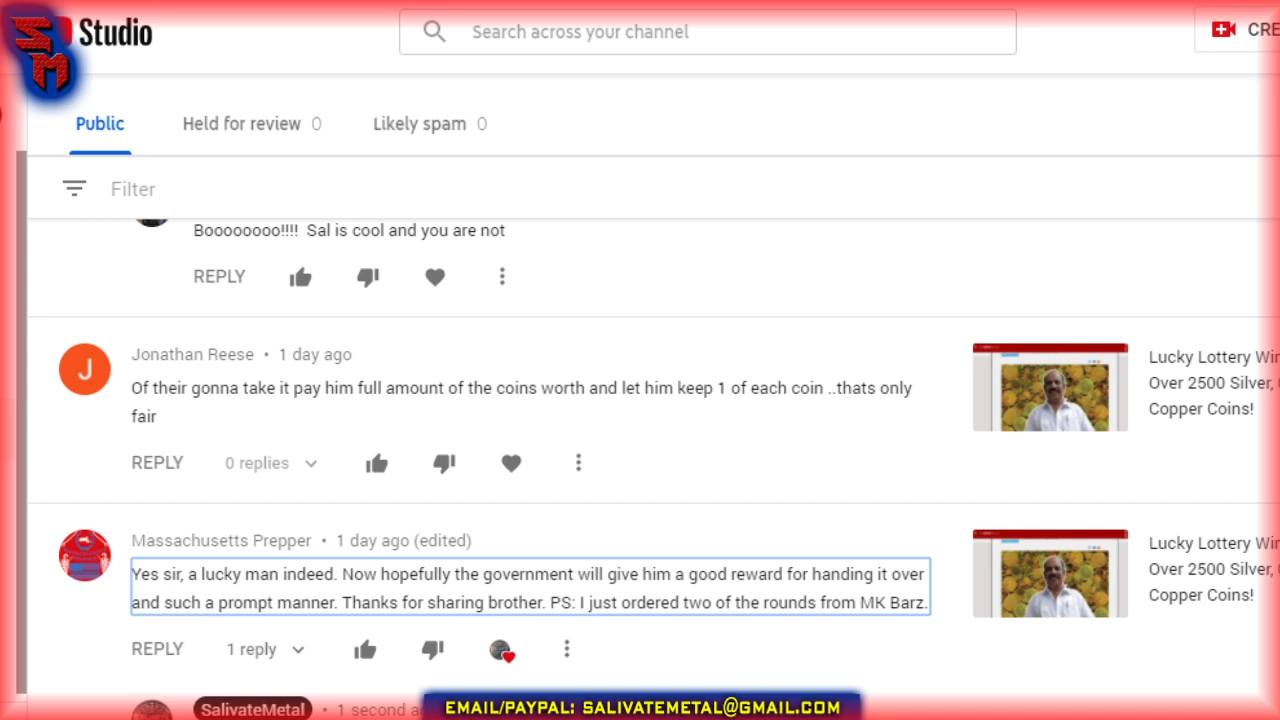 SM
Studio
Search across your channel
CRE
Public
Held for review 0
Likely spam 0
Filter
Boooooooo!!!! Sal is cool and you are not
REPLY
J
Jonathan Reese • 1 day ago
Of their gonna take it pay him full amount of the coins worth and let him keep 1 of each coin ..thats only
fair
Lucky Lottery Win
Over 2500 Silver,
Copper Coins!
REPLY 0 replies
Massachusetts Prepper • 1 day ago (edited)
Yes sir, a lucky man indeed. Now hopefully the government will give him a good reward for handing it over
and such a prompt manner. Thanks for sharing brother. PS: I just ordered two of the rounds from MK Barz.
Lucky Lottery Win
Over 2500 Silver,
Copper Coins!
REPLY 1 reply
SalivateMetal • 1 second a
EMAIL/PAYPAL: SALIVATEMETAL@GMAIL.COM